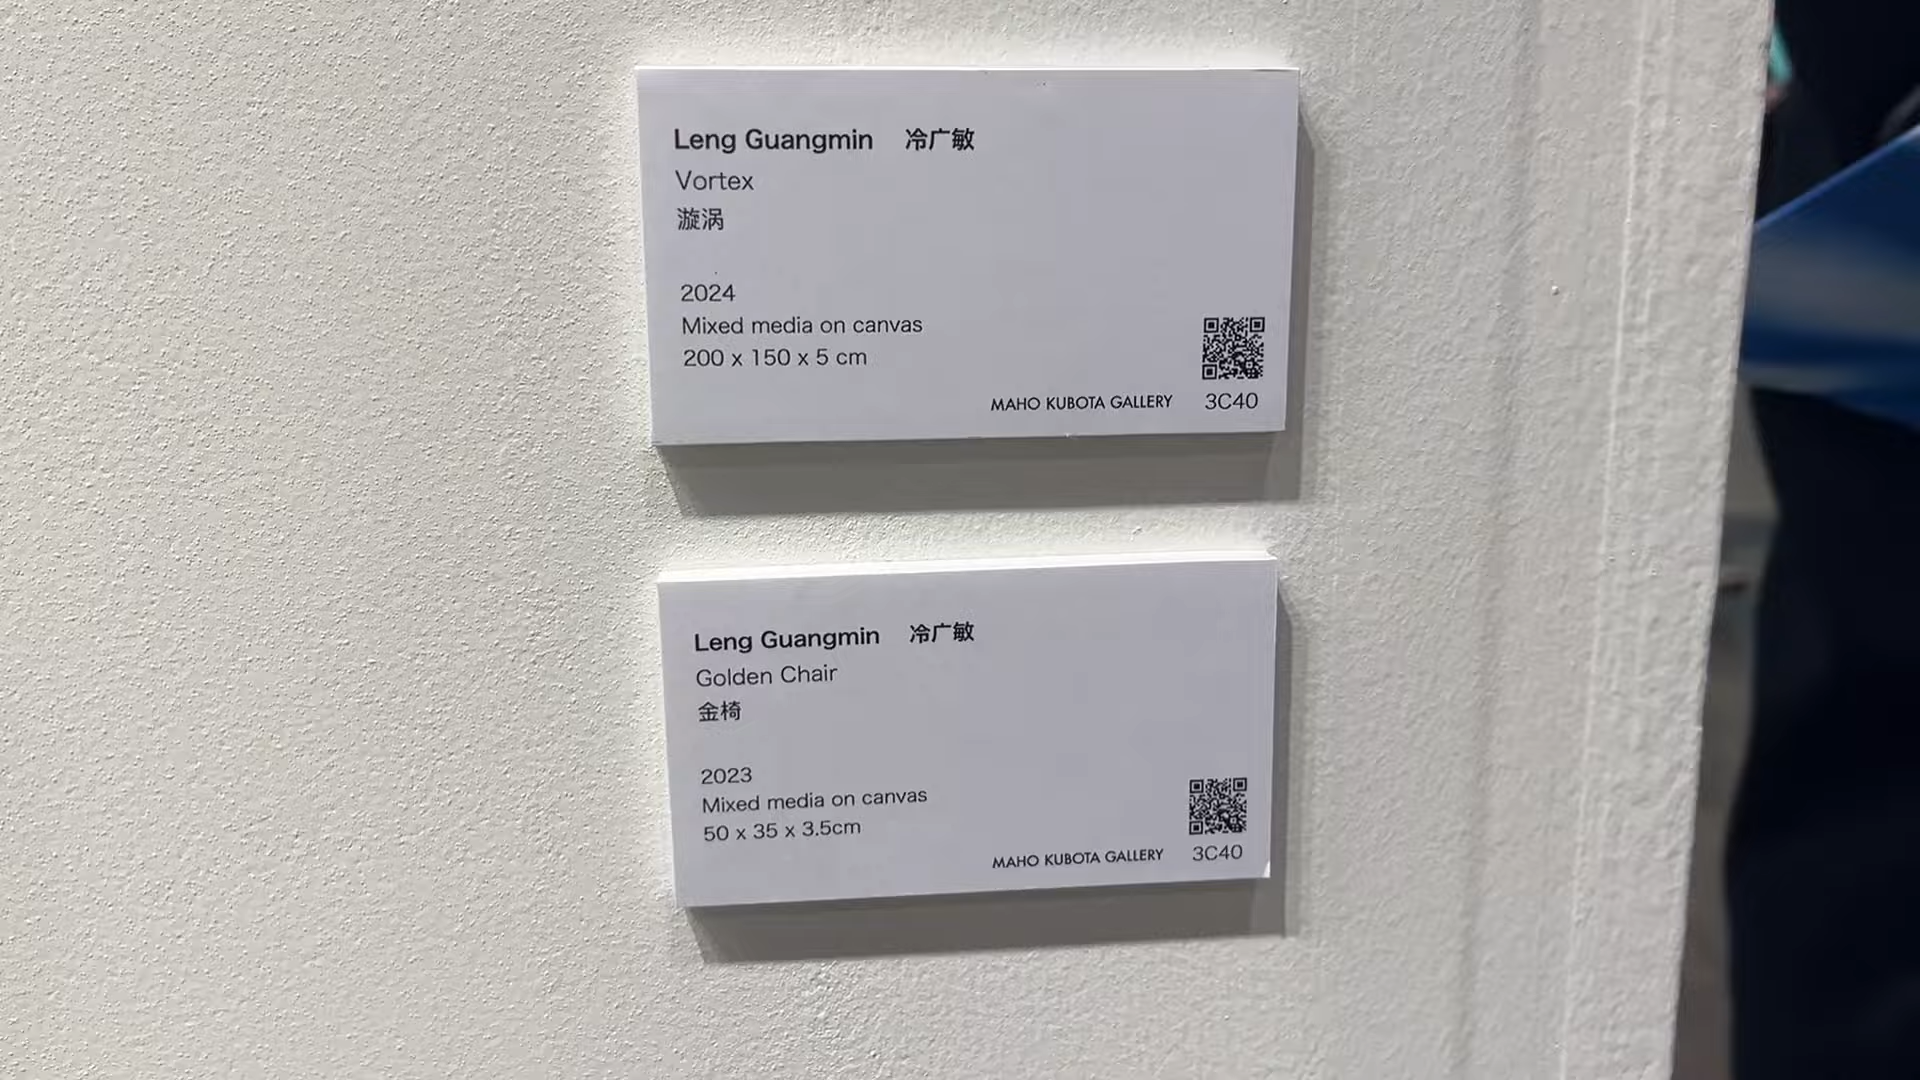 Leng Guangmin 冷广敏
Vortex
漩涡
2024
Mixed media on canvas
200 x 150 x 5 cm
MAHO KUBOTA GALLERY 3C40
Leng Guangmin 冷广敏
Golden Chair
金椅
2023
Mixed media on canvas
50 x 35 x 3.5cm
MAHO KUBOTA GALLERY 3C40